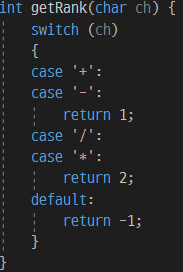 int getRank(char ch) {
    switch (ch)
    {
    case '+':
    case '-':
        return 1;
    case '/':
    case '*':
        return 2;
    default:
        return -1;
    }
}